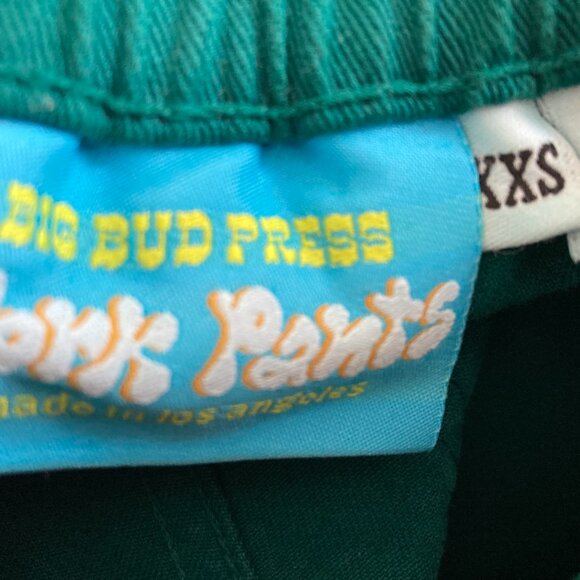 BIG BUD PRESS
XXS
Work Pants
made in los angeles